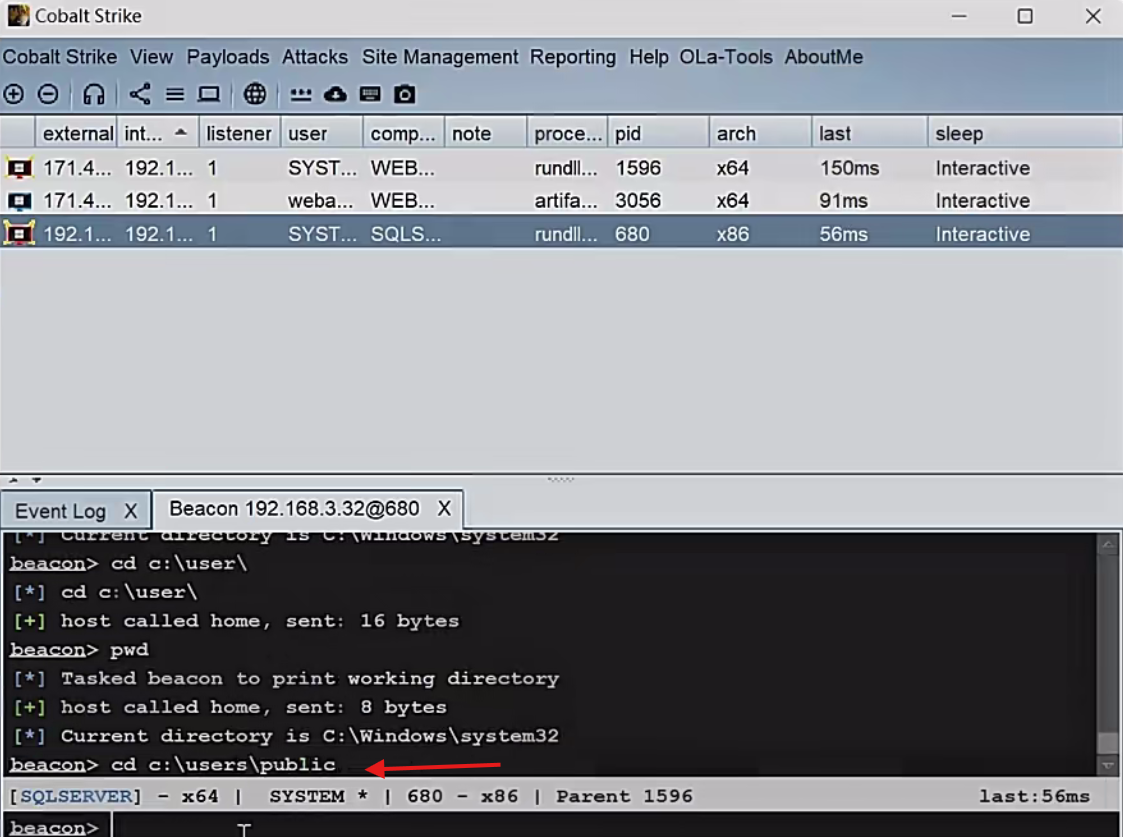 Cobalt Strike
Cobalt Strike View Payloads Attacks Site Management Reporting Help OLa-Tools AboutMe
external int... listener user comp... note proce... pid arch last sleep
171.4... 192.1... 1 SYST... WEB... rundll... 1596 x64 150ms Interactive
171.4... 192.1... 1 weba... WEB... artifa... 3056 x64 91ms Interactive
192.1... 192.1... 1 SYST... SQLS... rundll... 680 x86 56ms Interactive
Event Log X Beacon 192.168.3.32@680 X
[*] Current directory is C:\Windows\system32
beacon> cd c:\user\
[*] cd c:\user\
[+] host called home, sent: 16 bytes
beacon> pwd
[*] Tasked beacon to print working directory
[+] host called home, sent: 8 bytes
[*] Current directory is C:\Windows\system32
beacon> cd c:\users\public
[SQLSERVER] - x64 | SYSTEM * | 680 - x86 | Parent 1596 last:56ms
beacon>